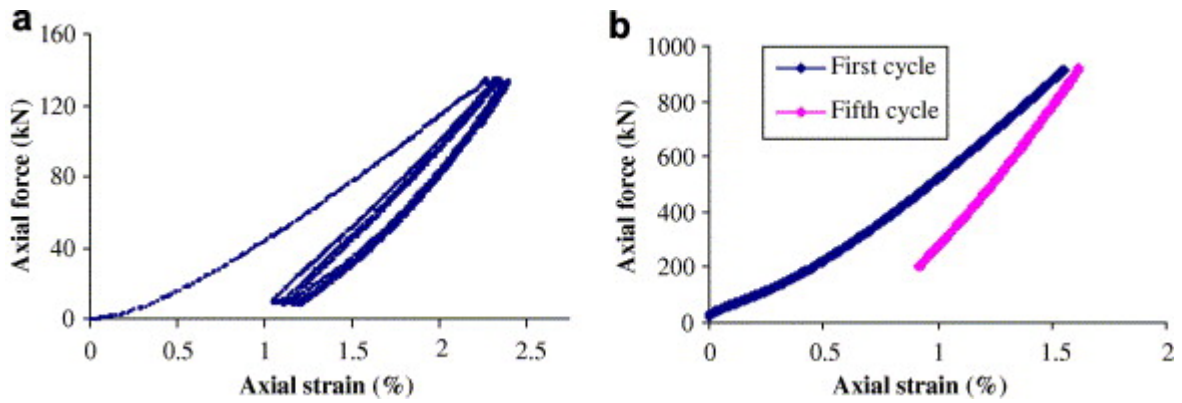 a
160
120
80
40
0
Axial force (kN)
0 0.5 1 1.5 2 2.5
Axial strain (%)
b
1000
800
600
400
200
0
Axial force (kN)
First cycle
Fifth cycle
0 0.5 1 1.5 2
Axial strain (%)